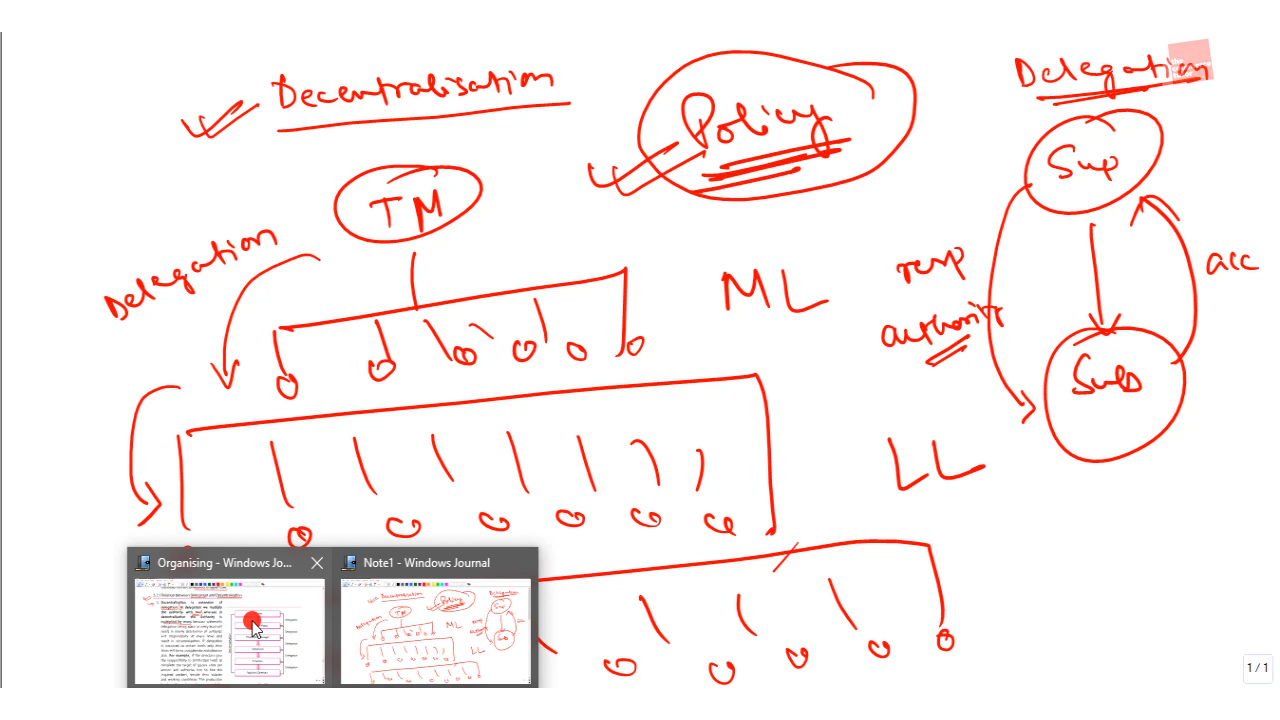 Decentralisation
Policy
Delegation
TM
Sup
Delegation
ML
resp
authority
acc
Sub
LL
Organising - Windows Jo...
Note1 - Windows Journal
1 / 1